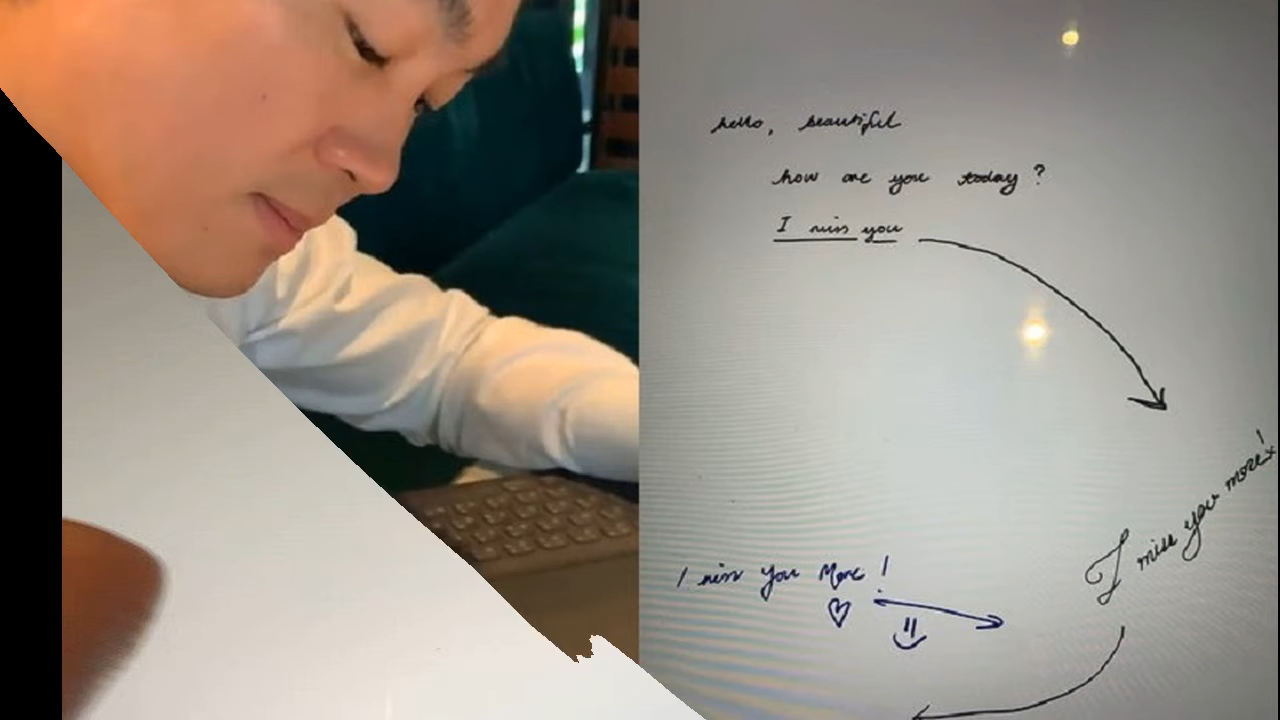 hello, beautiful
how are you today?
I miss you
I miss you more!x
I miss you More!